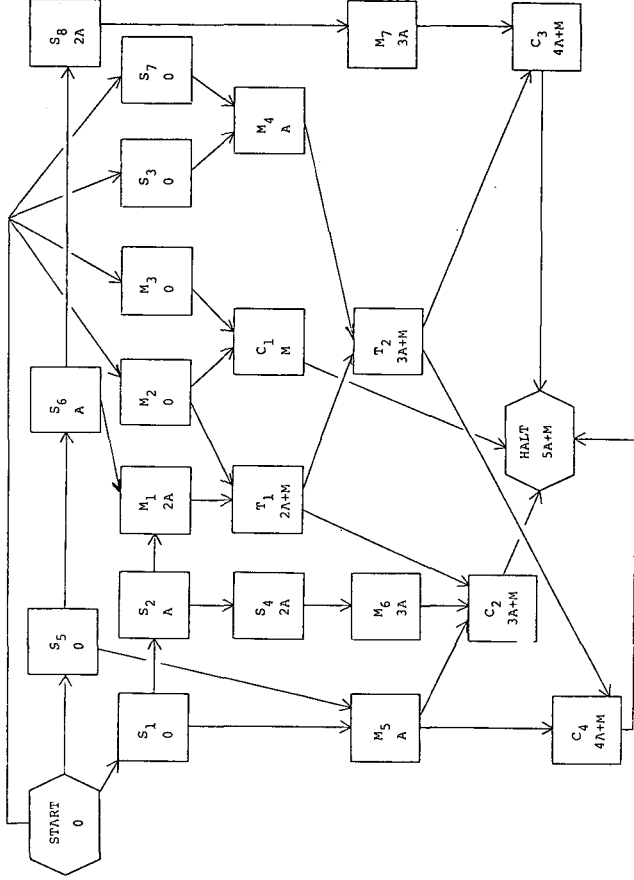 START
0
S₅
0
S₆
A
S₈
2A
S₁
0
S₂
A
M₁
2A
M₂
0
M₃
0
S₃
0
S₇
0
S₄
2A
T₁
2A+M
C₁
M
M₄
A
M₅
A
M₆
3A
T₂
3A+M
M₇
3A
C₂
3A+M
HALT
5A+M
C₃
4A+M
C₄
4A+M